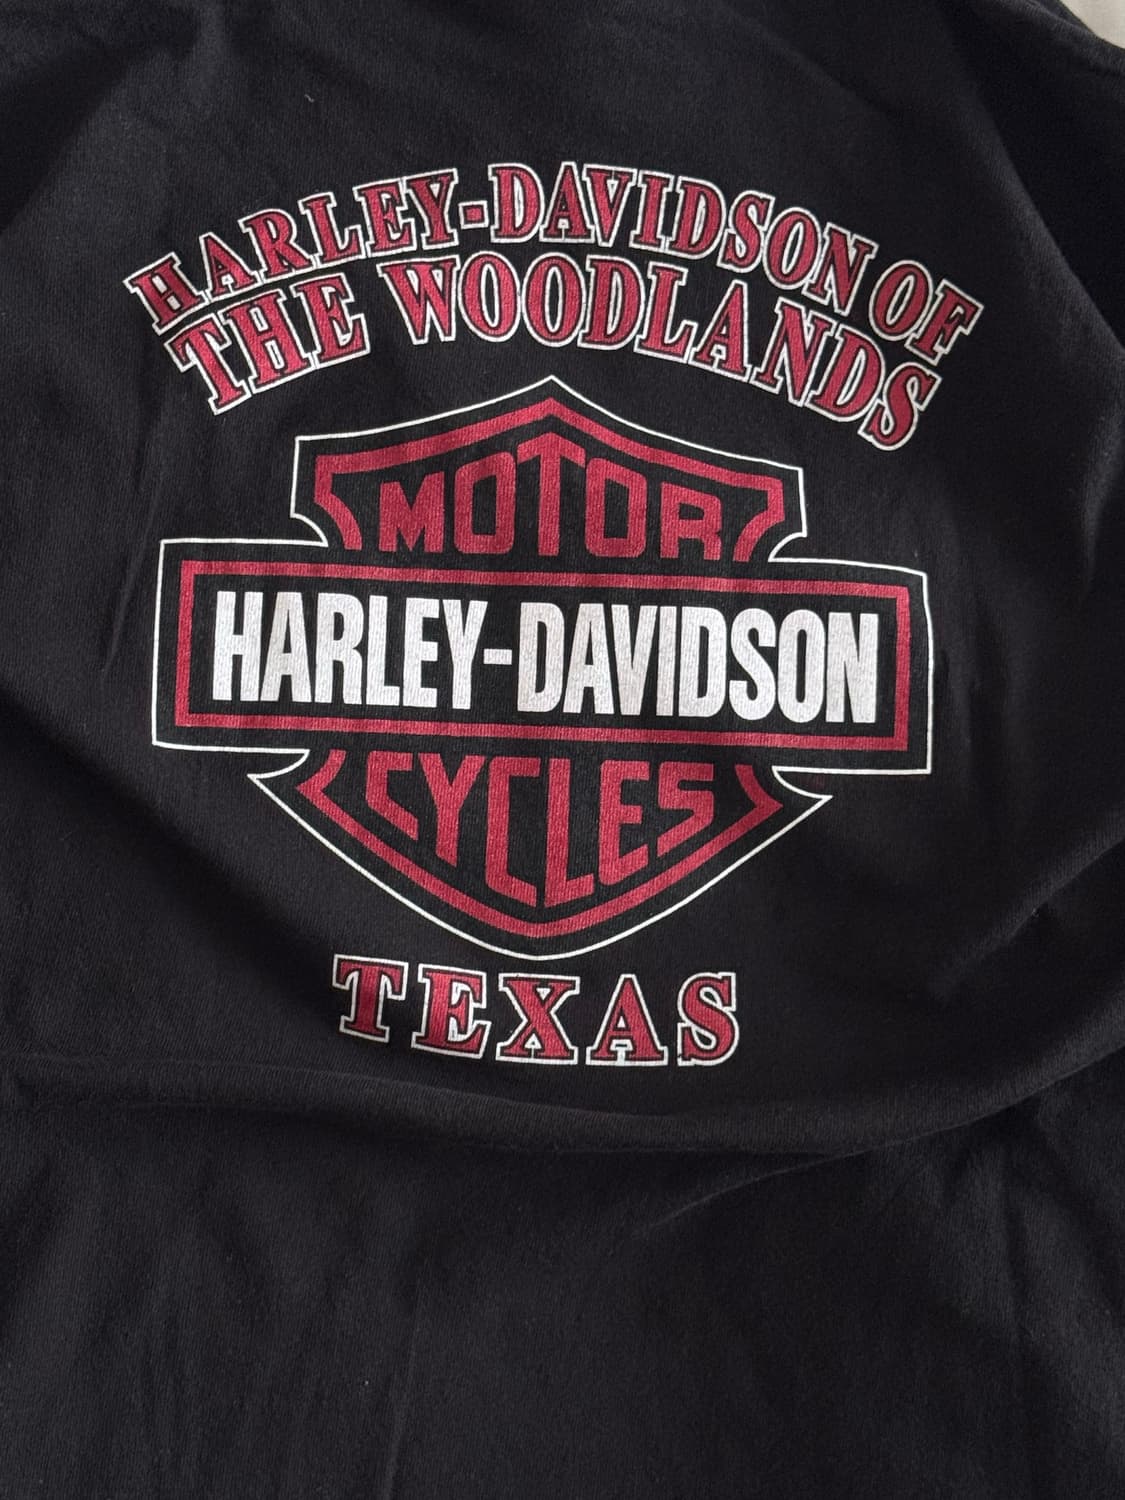 HARLEY-DAVIDSON OF
THE WOODLANDS
MOTOR
HARLEY-DAVIDSON
CYCLES
TEXAS